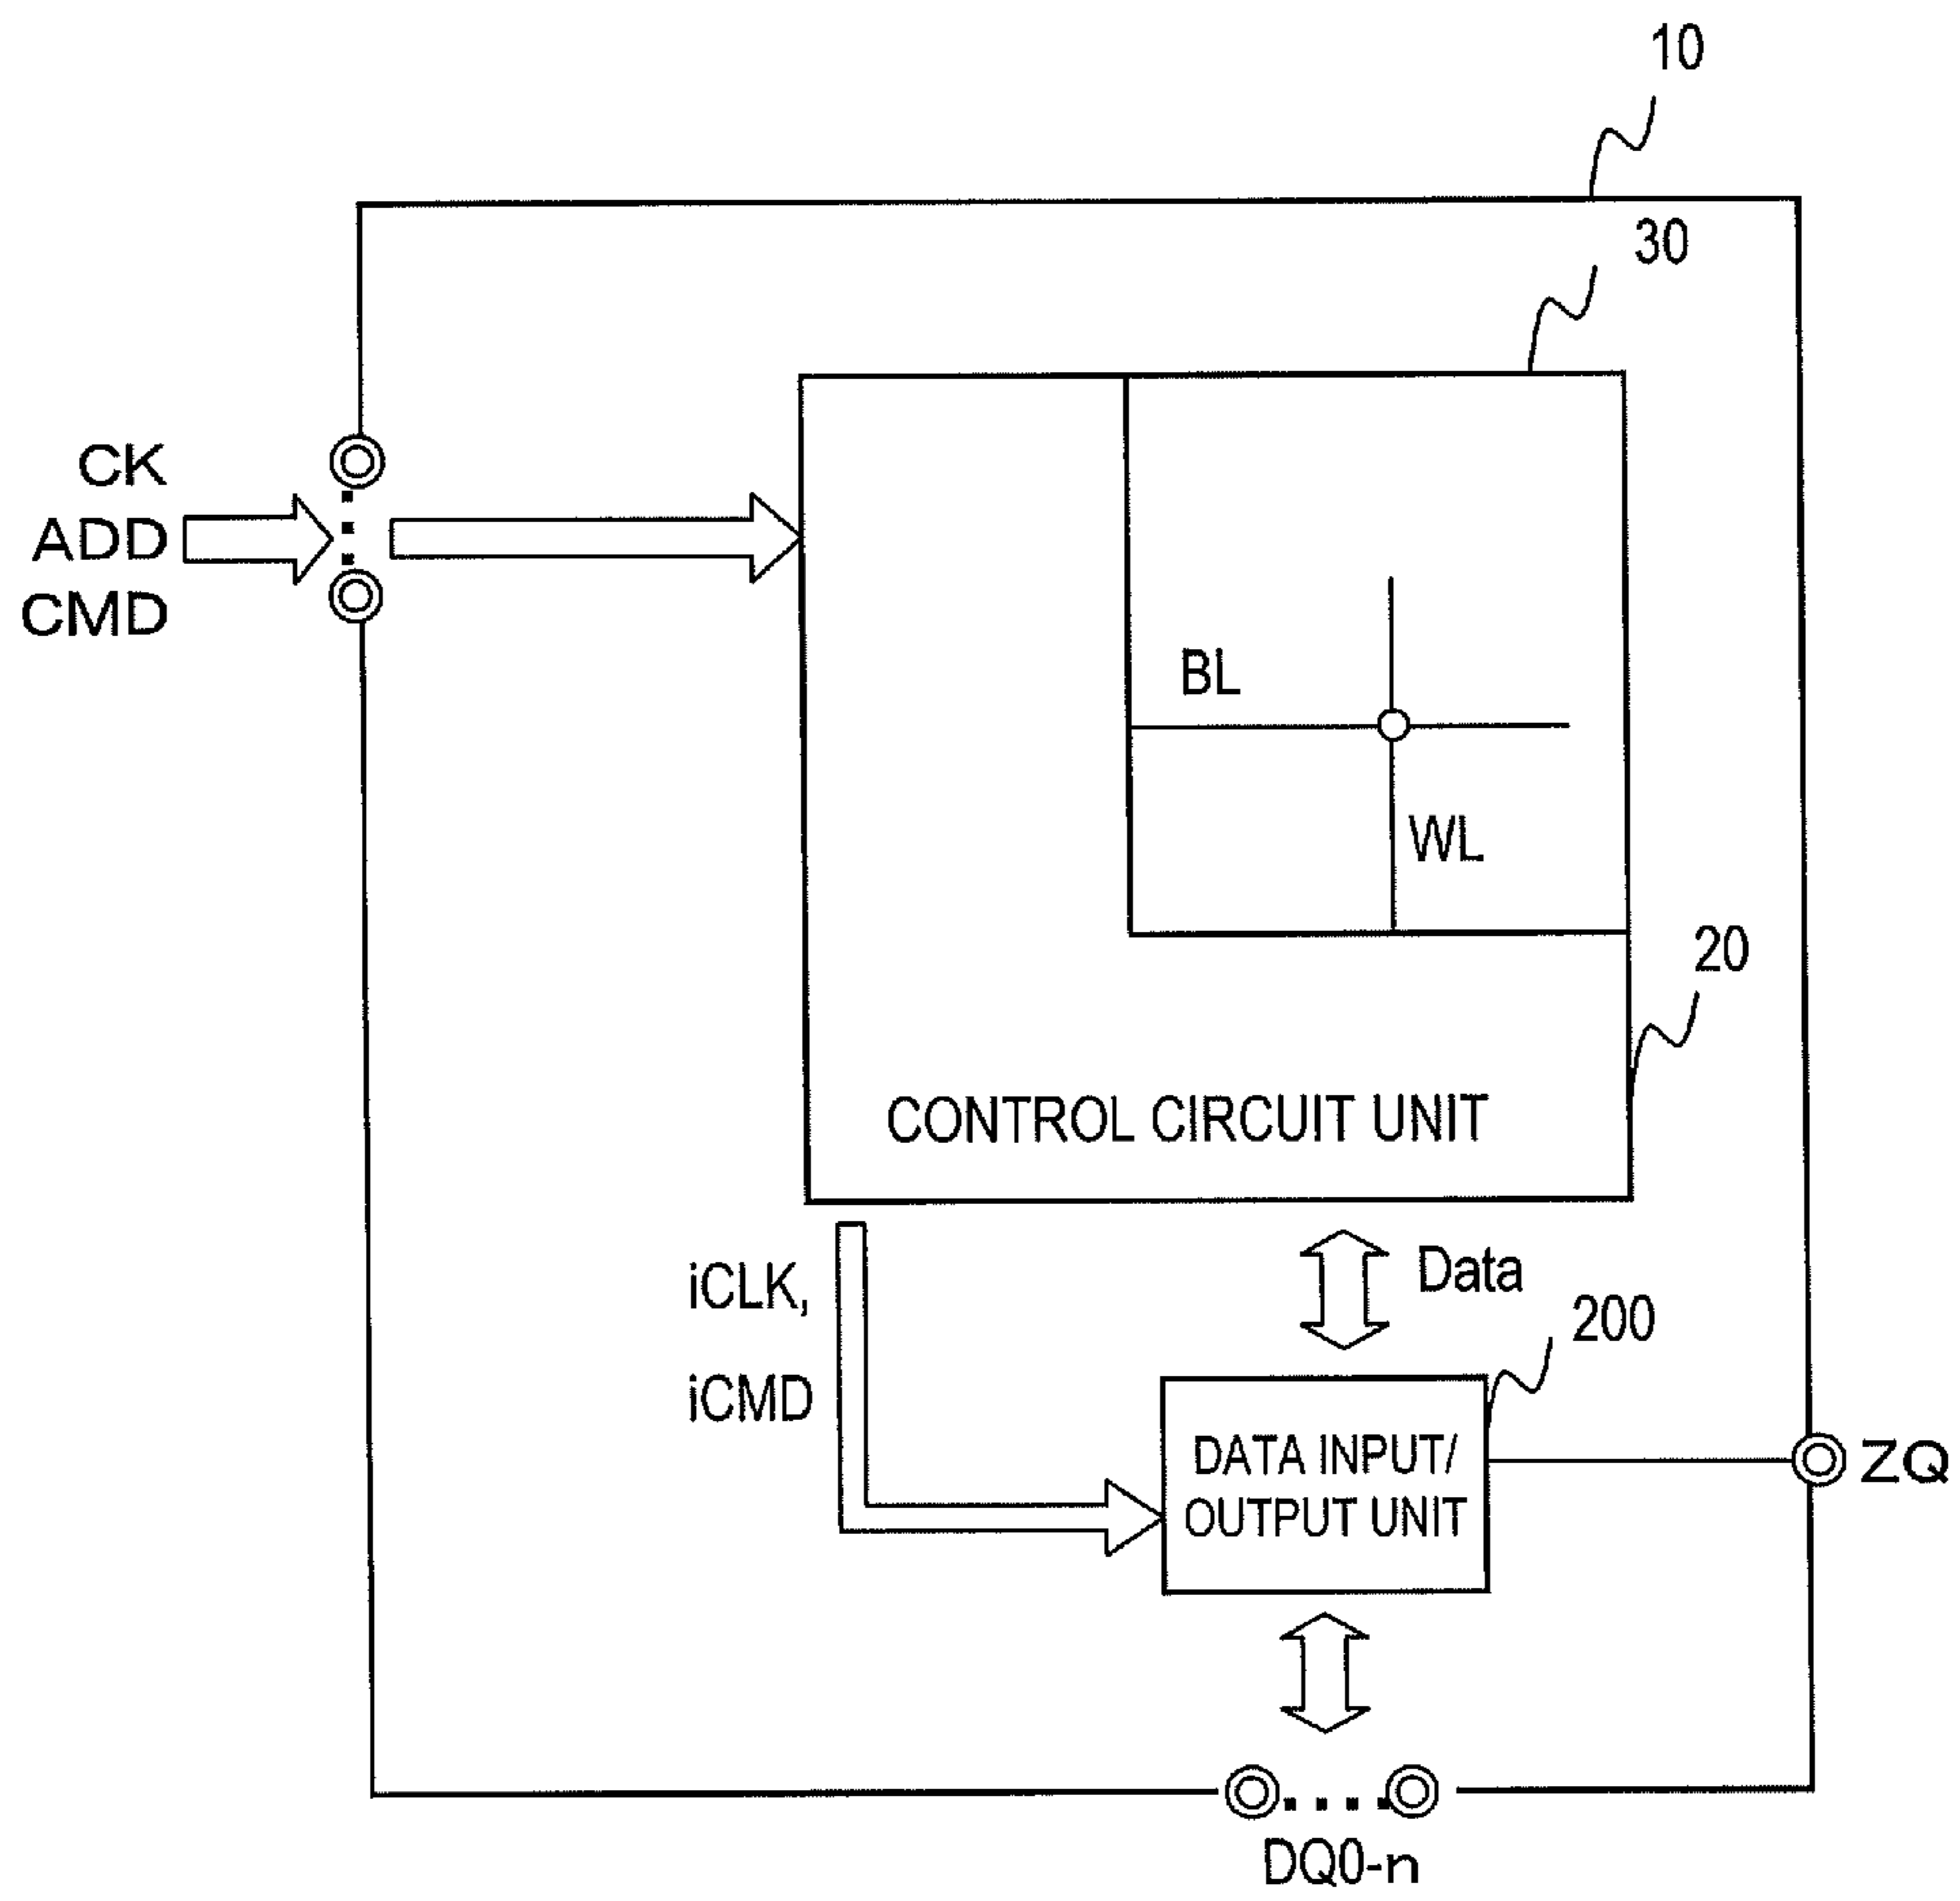 10
30
CK
ADD
CMD
BL
WL
20
CONTROL CIRCUIT UNIT
iCLK,
iCMD
Data
200
DATA INPUT/
OUTPUT UNIT
ZQ
DQ0-n